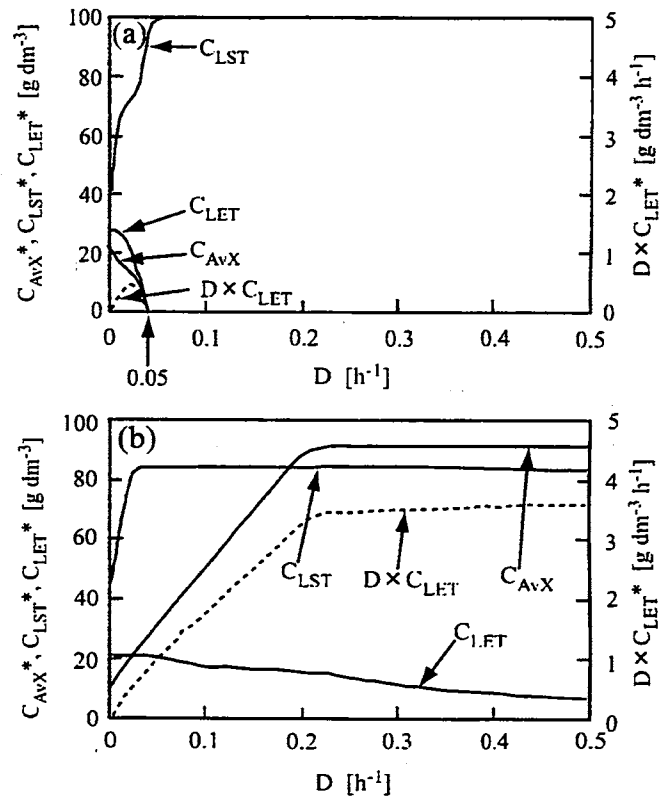 (a)
C_AvX*, C_LST*, C_LET* [g dm⁻³]
100
80
60
40
20
0
C_LST
C_LET
C_AvX
D × C_LET
5
4
3
2
1
0
D × C_LET* [g dm⁻³ h⁻¹]
0 0.1 0.2 0.3 0.4 0.5
0.05
D [h⁻¹]
(b)
C_AvX*, C_LST*, C_LET* [g dm⁻³]
100
80
60
40
20
0
C_LST
D × C_LET
C_AvX
C_LET
5
4
3
2
1
0
D × C_LET* [g dm⁻³ h⁻¹]
0 0.1 0.2 0.3 0.4 0.5
D [h⁻¹]